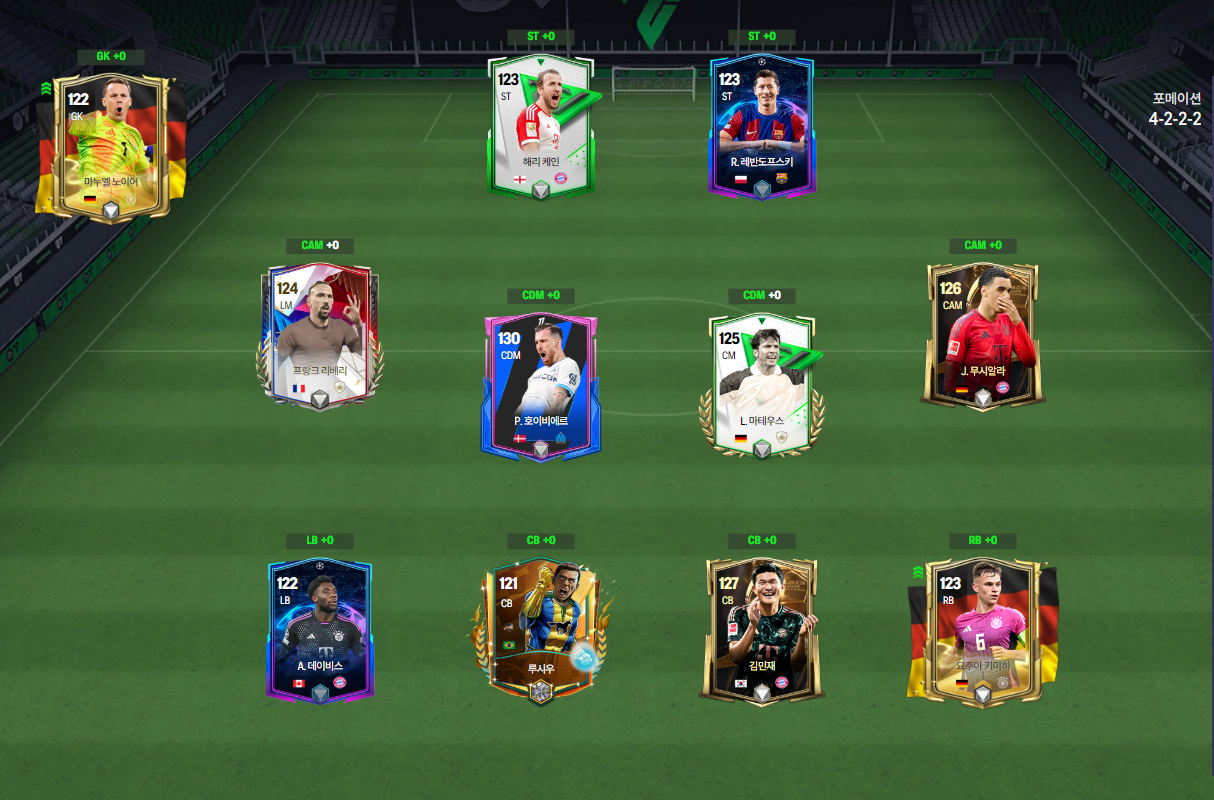 GK +0
122
GK
마누엘 노이어
ST +0
123
ST
해리 케인
ST +0
123
ST
R. 레반도프스키
포메이션
4-2-2-2
CAM +0
124
LM
프랑크 리베리
CDM +0
130
CDM
P. 호이비에르
CDM +0
125
CM
L. 마테우스
CAM +0
126
CAM
J. 무시알라
LB +0
122
LB
A. 데이비스
CB +0
121
CB
루시우
CB +0
127
CB
김민재
RB +0
123
RB
6
요주아 키미히